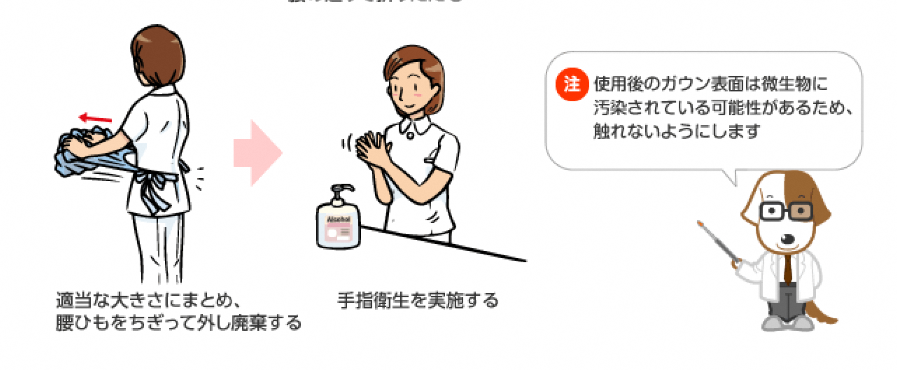 注 使用後のガウン表面は微生物に
汚染されている可能性があるため、
触れないようにします
Alcohol
適当な大きさにまとめ、
腰ひもをちぎって外し廃棄する
手指衛生を実施する